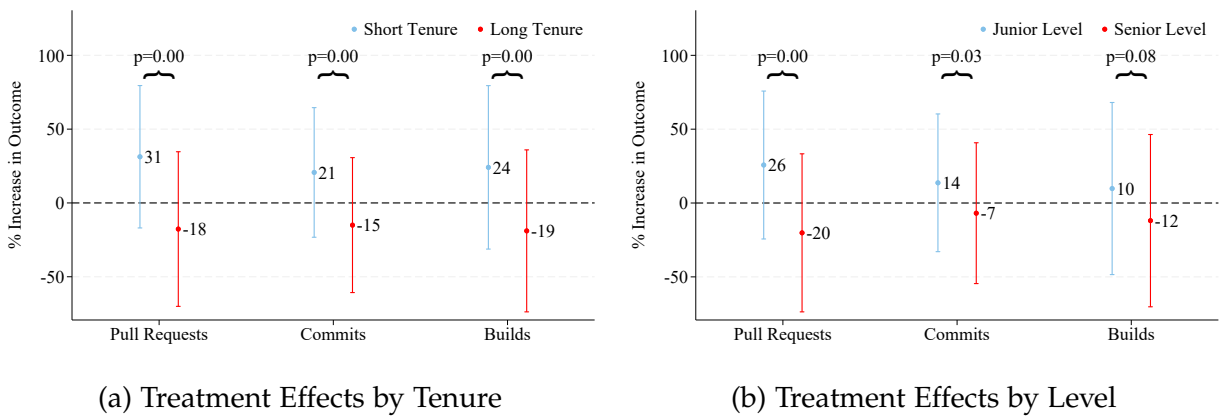 % Increase in Outcome
Short Tenure Long Tenure
100
50
0
-50
p=0.00 p=0.00 p=0.00
31
-18
21
-15
24
-19
Pull Requests Commits Builds
(a) Treatment Effects by Tenure
% Increase in Outcome
Junior Level Senior Level
100
50
0
-50
p=0.00 p=0.03 p=0.08
26
-20
14
-7
10
-12
Pull Requests Commits Builds
(b) Treatment Effects by Level